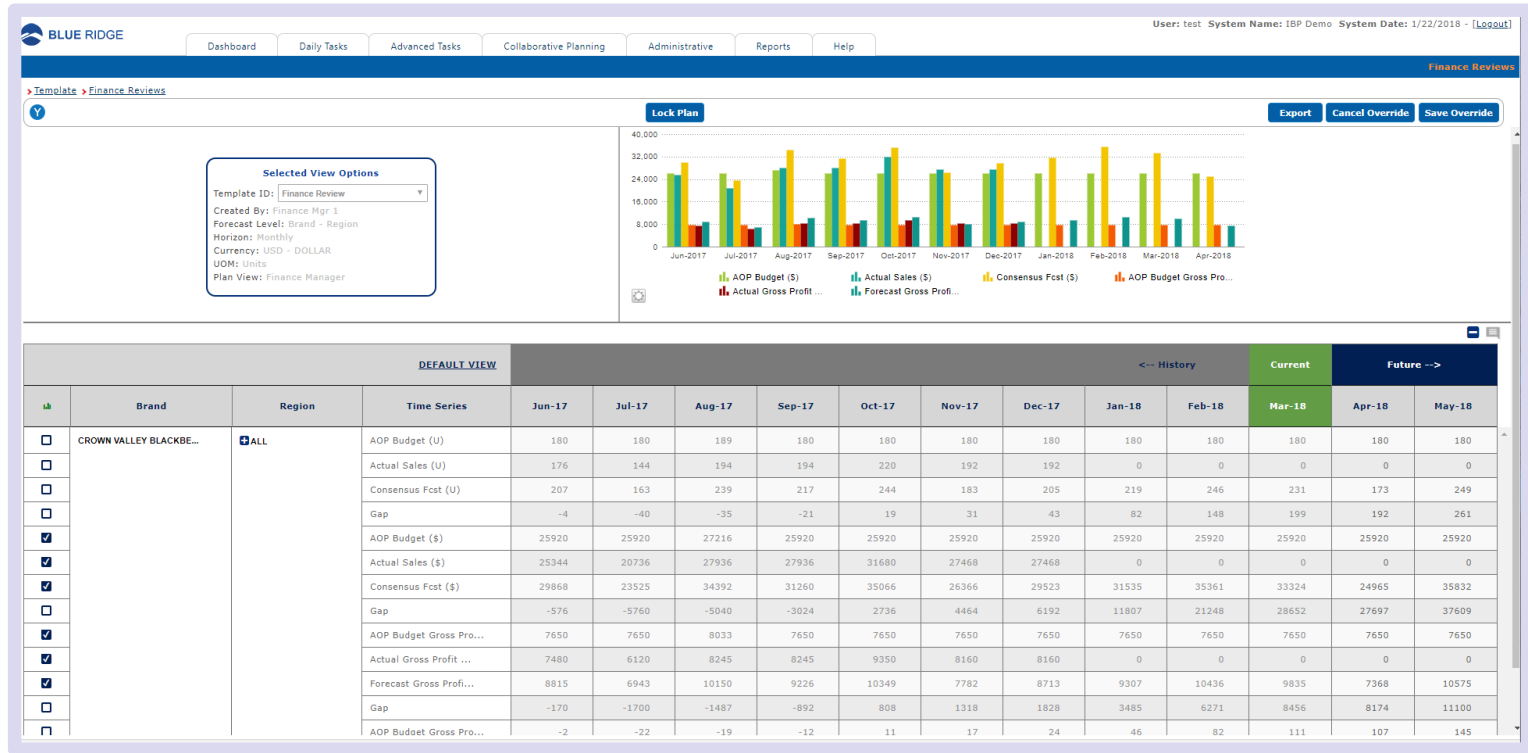 User: test System Name: IBP Demo System Date: 1/22/2018 - [Logout]
BLUE RIDGE
Dashboard Daily Tasks Advanced Tasks Collaborative Planning Administrative Reports Help
Finance Reviews
Template Finance Reviews
Y Lock Plan Export Cancel Override Save Override
Selected View Options
Template ID: Finance Review
Created By: Finance Mgr 1
Forecast Level: Brand - Region
Horizon: Monthly
Currency: USD - DOLLAR
UOM: Units
Plan View: Finance Manager
40,000
32,000
24,000
16,000
8,000
0
Jun-2017 Jul-2017 Aug-2017 Sep-2017 Oct-2017 Nov-2017 Dec-2017 Jan-2018 Feb-2018 Mar-2018 Apr-2018
AOP Budget ($) Actual Sales ($) Consensus Fcst ($) AOP Budget Gross Pro...
Actual Gross Profit ... Forecast Gross Profi...
DEFAULT VIEW <-- History Current Future -->
Brand Region Time Series Jun-17 Jul-17 Aug-17 Sep-17 Oct-17 Nov-17 Dec-17 Jan-18 Feb-18 Mar-18 Apr-18 May-18
CROWN VALLEY BLACKBE... ALL AOP Budget (U) 180 180 189 180 180 180 180 180 180 180 180 180
Actual Sales (U) 176 144 194 194 220 192 192 0 0 0 0 0
Consensus Fcst (U) 207 163 239 217 244 183 205 219 246 231 173 249
Gap -4 -40 -35 -21 19 31 43 82 148 199 192 261
AOP Budget ($) 25920 25920 27216 25920 25920 25920 25920 25920 25920 25920 25920 25920
Actual Sales ($) 25344 20736 27936 27936 31680 27468 27468 0 0 0 0 0
Consensus Fcst ($) 29868 23525 34392 31260 35066 26366 29523 31535 35361 33324 24965 35832
Gap -576 -5760 -5040 -3024 2736 4464 6192 11807 21248 28652 27697 37609
AOP Budget Gross Pro... 7650 7650 8033 7650 7650 7650 7650 7650 7650 7650 7650 7650
Actual Gross Profit ... 7480 6120 8245 8245 9350 8160 8160 0 0 0 0 0
Forecast Gross Profi... 8815 6943 10150 9226 10349 7782 8713 9307 10436 9835 7368 10575
Gap -170 -1700 -1487 -892 808 1318 1828 3485 6271 8456 8174 11100
AOP Budget Gross Pro... -2 -22 -19 -12 11 17 24 46 82 111 107 145